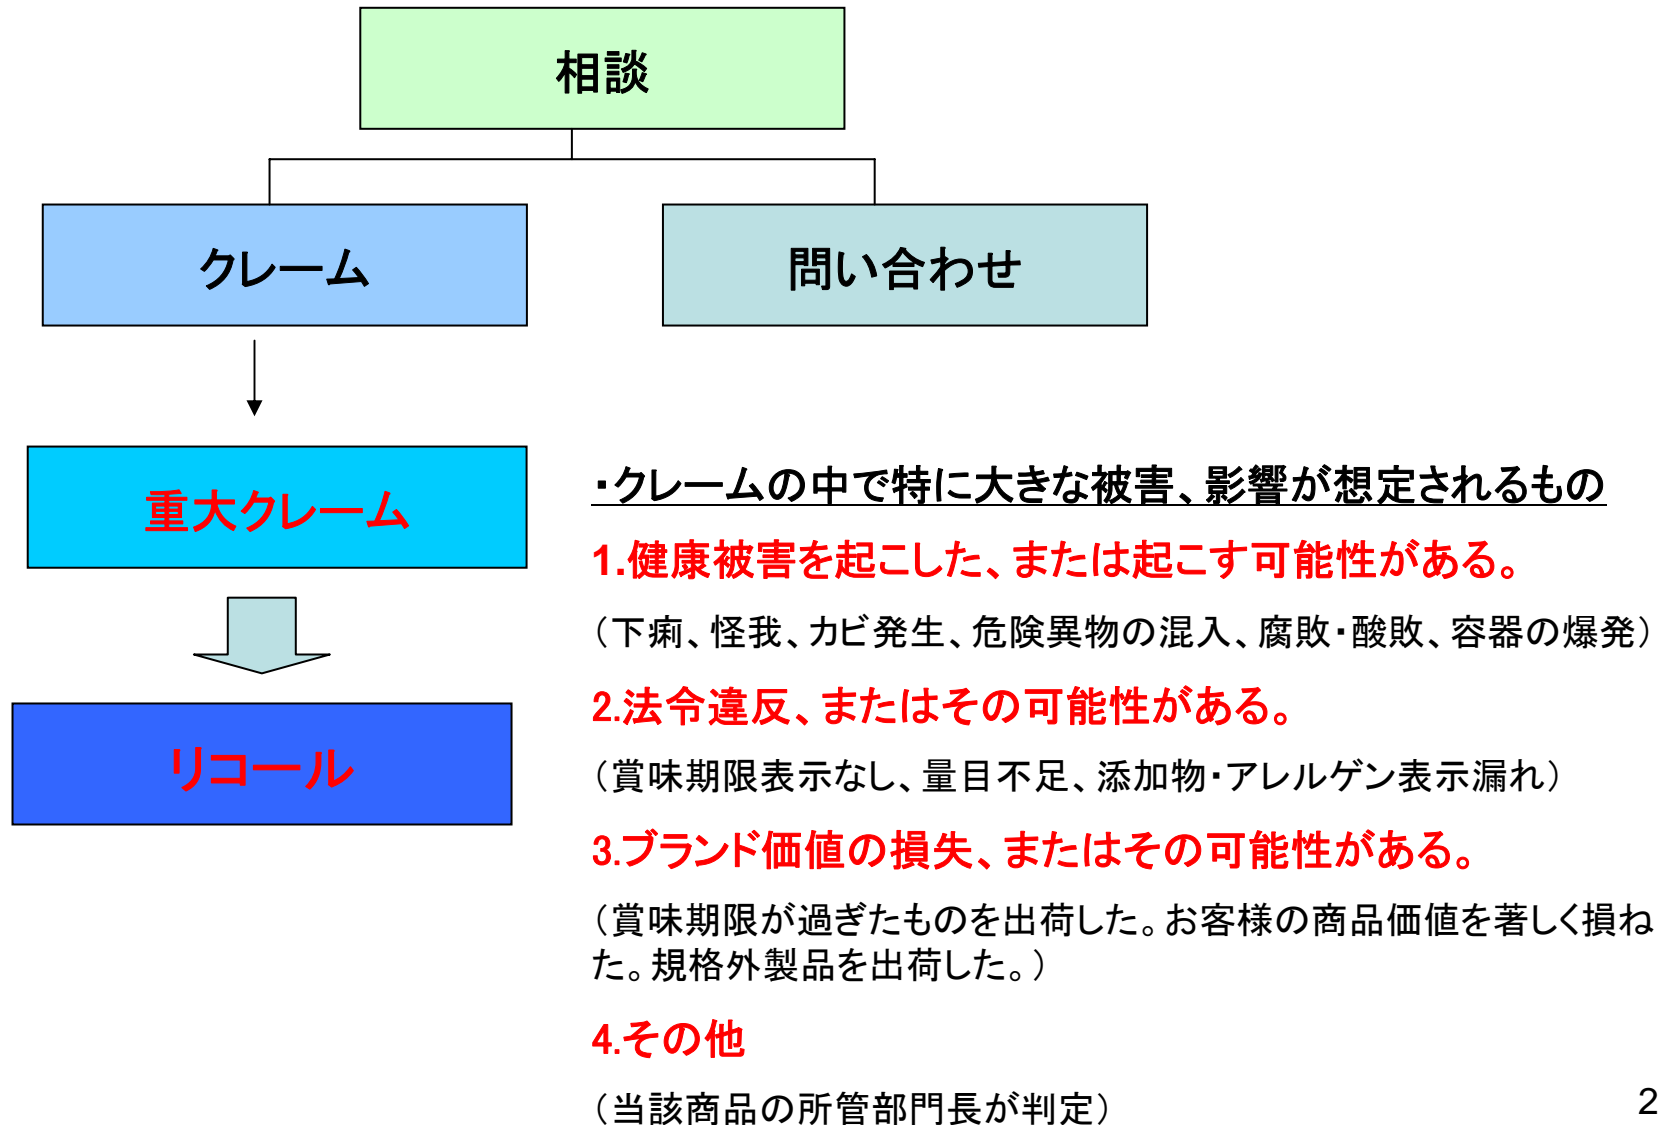 相談
クレーム
問い合わせ
重大クレーム
リコール
・クレームの中で特に大きな被害、影響が想定されるもの
1.健康被害を起こした、または起こす可能性がある。
（下痢、怪我、カビ発生、危険異物の混入、腐敗・酸敗、容器の爆発）
2.法令違反、またはその可能性がある。
（賞味期限表示なし、量目不足、添加物・アレルゲン表示漏れ）
3.ブランド価値の損失、またはその可能性がある。
（賞味期限が過ぎたものを出荷した。お客様の商品価値を著しく損ね
た。規格外製品を出荷した。）
4.その他
（当該商品の所管部門長が判定）
2